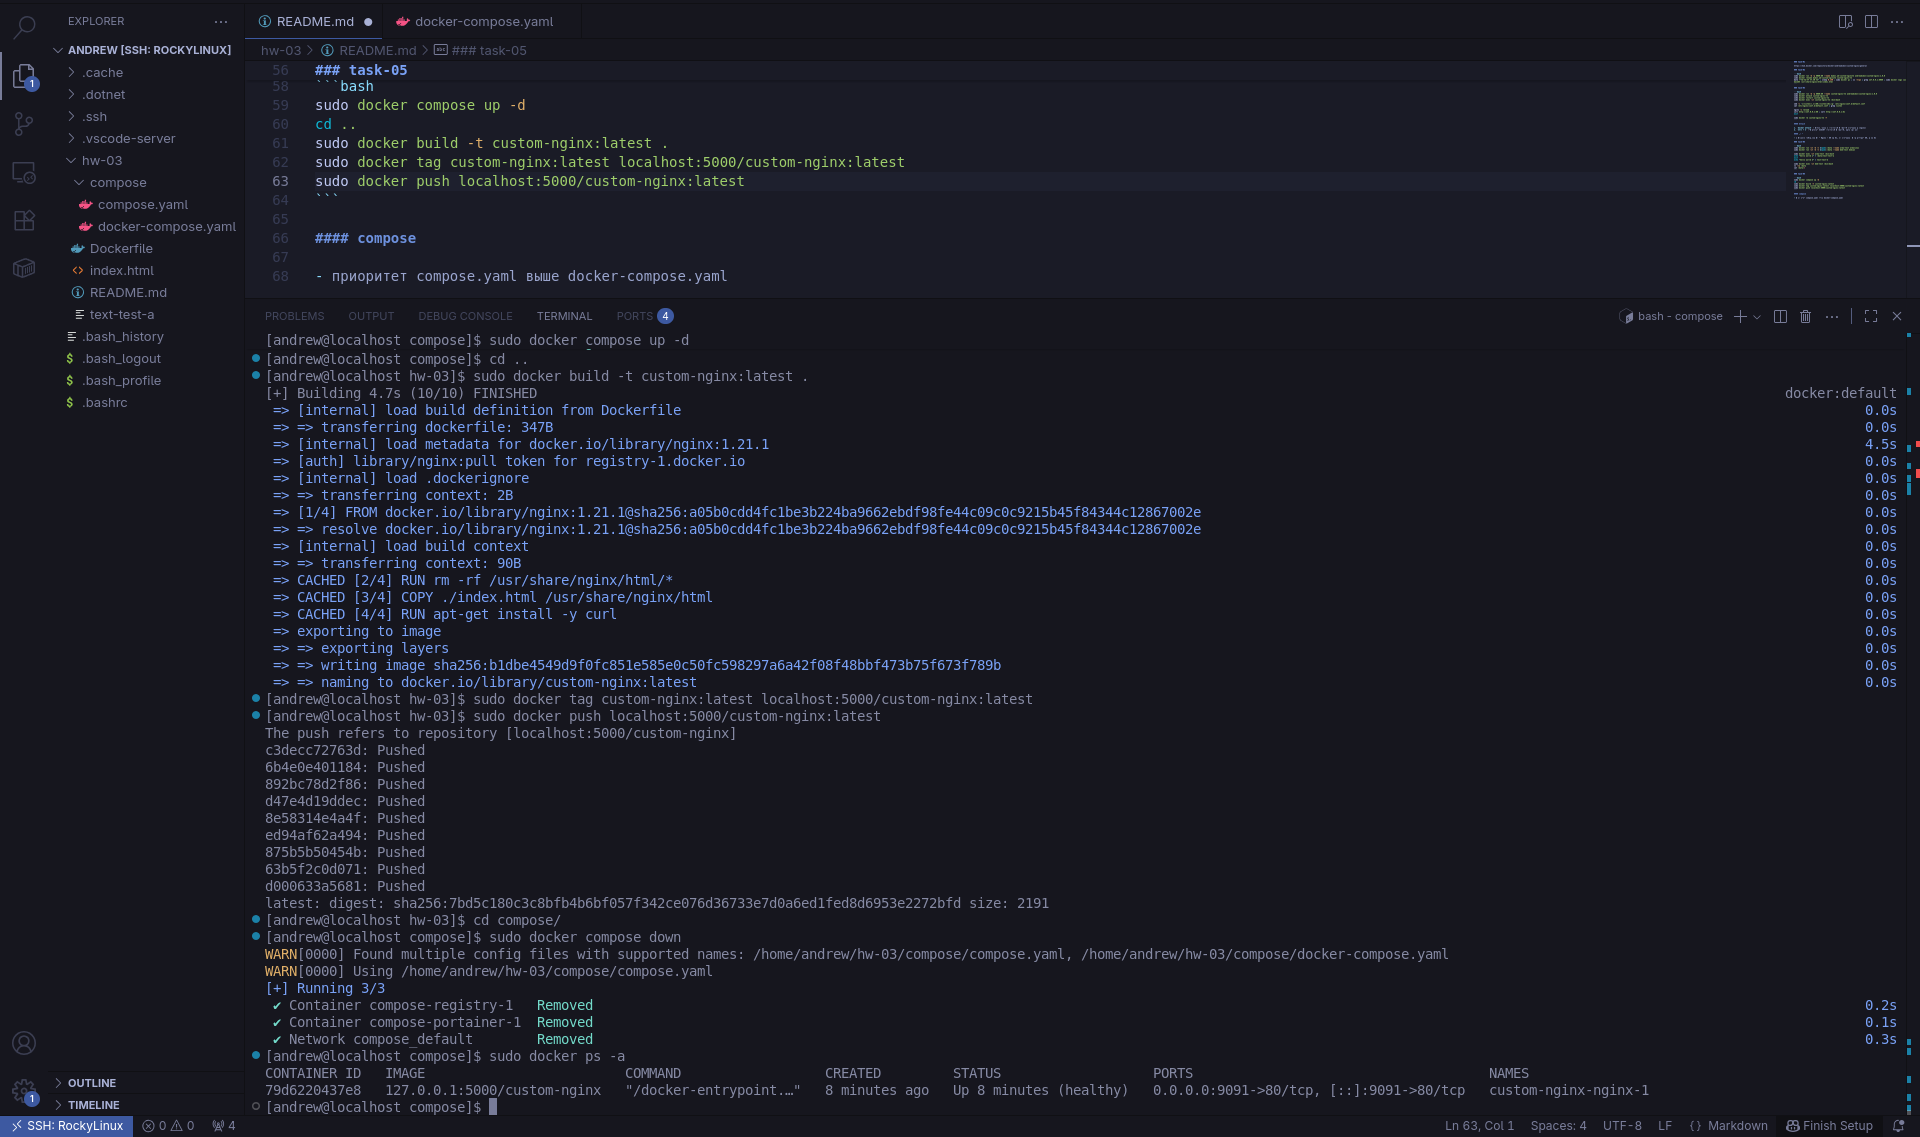 EXPLORER
ANDREW [SSH: ROCKYLINUX]
.cache
.dotnet
.ssh
.vscode-server
hw-03
compose
compose.yaml
docker-compose.yaml
Dockerfile
index.html
README.md
text-test-a
.bash_history
.bash_logout
.bash_profile
.bashrc
OUTLINE
TIMELINE
README.md
docker-compose.yaml
hw-03 > README.md > ### task-05
56 ### task-05
58 ```bash
59 sudo docker compose up -d
60 cd ..
61 sudo docker build -t custom-nginx:latest .
62 sudo docker tag custom-nginx:latest localhost:5000/custom-nginx:latest
63 sudo docker push localhost:5000/custom-nginx:latest
64 ```
65
66 #### compose
67
68 - приоритет compose.yaml выше docker-compose.yaml
PROBLEMS OUTPUT DEBUG CONSOLE TERMINAL PORTS 4
bash - compose
[andrew@localhost compose]$ sudo docker compose up -d
[andrew@localhost compose]$ cd ..
[andrew@localhost hw-03]$ sudo docker build -t custom-nginx:latest .
[+] Building 4.7s (10/10) FINISHED docker:default
=> [internal] load build definition from Dockerfile 0.0s
=> => transferring dockerfile: 347B 0.0s
=> [internal] load metadata for docker.io/library/nginx:1.21.1 4.5s
=> [auth] library/nginx:pull token for registry-1.docker.io 0.0s
=> [internal] load .dockerignore 0.0s
=> => transferring context: 2B 0.0s
=> [1/4] FROM docker.io/library/nginx:1.21.1@sha256:a05b0cdd4fc1be3b224ba9662ebdf98fe44c09c0c9215b45f84344c12867002e 0.0s
=> => resolve docker.io/library/nginx:1.21.1@sha256:a05b0cdd4fc1be3b224ba9662ebdf98fe44c09c0c9215b45f84344c12867002e 0.0s
=> [internal] load build context 0.0s
=> => transferring context: 90B 0.0s
=> CACHED [2/4] RUN rm -rf /usr/share/nginx/html/* 0.0s
=> CACHED [3/4] COPY ./index.html /usr/share/nginx/html 0.0s
=> CACHED [4/4] RUN apt-get install -y curl 0.0s
=> exporting to image 0.0s
=> => exporting layers 0.0s
=> => writing image sha256:b1dbe4549d9f0fc851e585e0c50fc598297a6a42f08f48bbf473b75f673f789b 0.0s
=> => naming to docker.io/library/custom-nginx:latest 0.0s
[andrew@localhost hw-03]$ sudo docker tag custom-nginx:latest localhost:5000/custom-nginx:latest
[andrew@localhost hw-03]$ sudo docker push localhost:5000/custom-nginx:latest
The push refers to repository [localhost:5000/custom-nginx]
c3decc72763d: Pushed
6b4e0e401184: Pushed
892bc78d2f86: Pushed
d47e4d19ddec: Pushed
8e58314e4a4f: Pushed
ed94af62a494: Pushed
875b5b50454b: Pushed
63b5f2c0d071: Pushed
d000633a5681: Pushed
latest: digest: sha256:7bd5c180c3c8bfb4b6bf057f342ce076d36733e7d0a6ed1fed8d6953e2272bfd size: 2191
[andrew@localhost hw-03]$ cd compose/
[andrew@localhost compose]$ sudo docker compose down
WARN[0000] Found multiple config files with supported names: /home/andrew/hw-03/compose/compose.yaml, /home/andrew/hw-03/compose/docker-compose.yaml
WARN[0000] Using /home/andrew/hw-03/compose/compose.yaml
[+] Running 3/3
✔ Container compose-registry-1 Removed 0.2s
✔ Container compose-portainer-1 Removed 0.1s
✔ Network compose_default Removed 0.3s
[andrew@localhost compose]$ sudo docker ps -a
CONTAINER ID IMAGE COMMAND CREATED STATUS PORTS NAMES
79d6220437e8 127.0.0.1:5000/custom-nginx "/docker-entrypoint.…" 8 minutes ago Up 8 minutes (healthy) 0.0.0.0:9091->80/tcp, [::]:9091->80/tcp custom-nginx-nginx-1
[andrew@localhost compose]$
SSH: RockyLinux 0 0 4 Ln 63, Col 1 Spaces: 4 UTF-8 LF {} Markdown Finish Setup